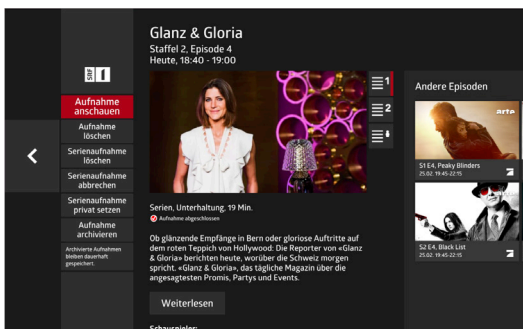 Glanz & Gloria
Staffel 2, Episode 4
Heute, 18:40 - 19:00
SRF 1
Aufnahme
anschauen
Aufnahme
löschen
Serienaufnahme
löschen
Serienaufnahme
abbrechen
Serienaufnahme
privat setzen
Aufnahme
archivieren
Archivierte Aufnahmen
bleiben dauerhaft
gespeichert.
1
2
Serien, Unterhaltung, 19 Min.
Aufnahme abgeschlossen
Ob glänzende Empfänge in Bern oder gloriose Auftritte auf
dem roten Teppich von Hollywood: Die Reporter von «Glanz
& Gloria» berichten heute, worüber die Schweiz morgen
spricht. «Glanz & Gloria», das tägliche Magazin über die
angesagtesten Promis, Partys und Events.
Weiterlesen
Schauspieler:
Andere Episoden
arte
S1 E4, Peaky Blinders
25.02. 19:45-22:15
S2 E4, Black List
25.02. 19:45-22:15